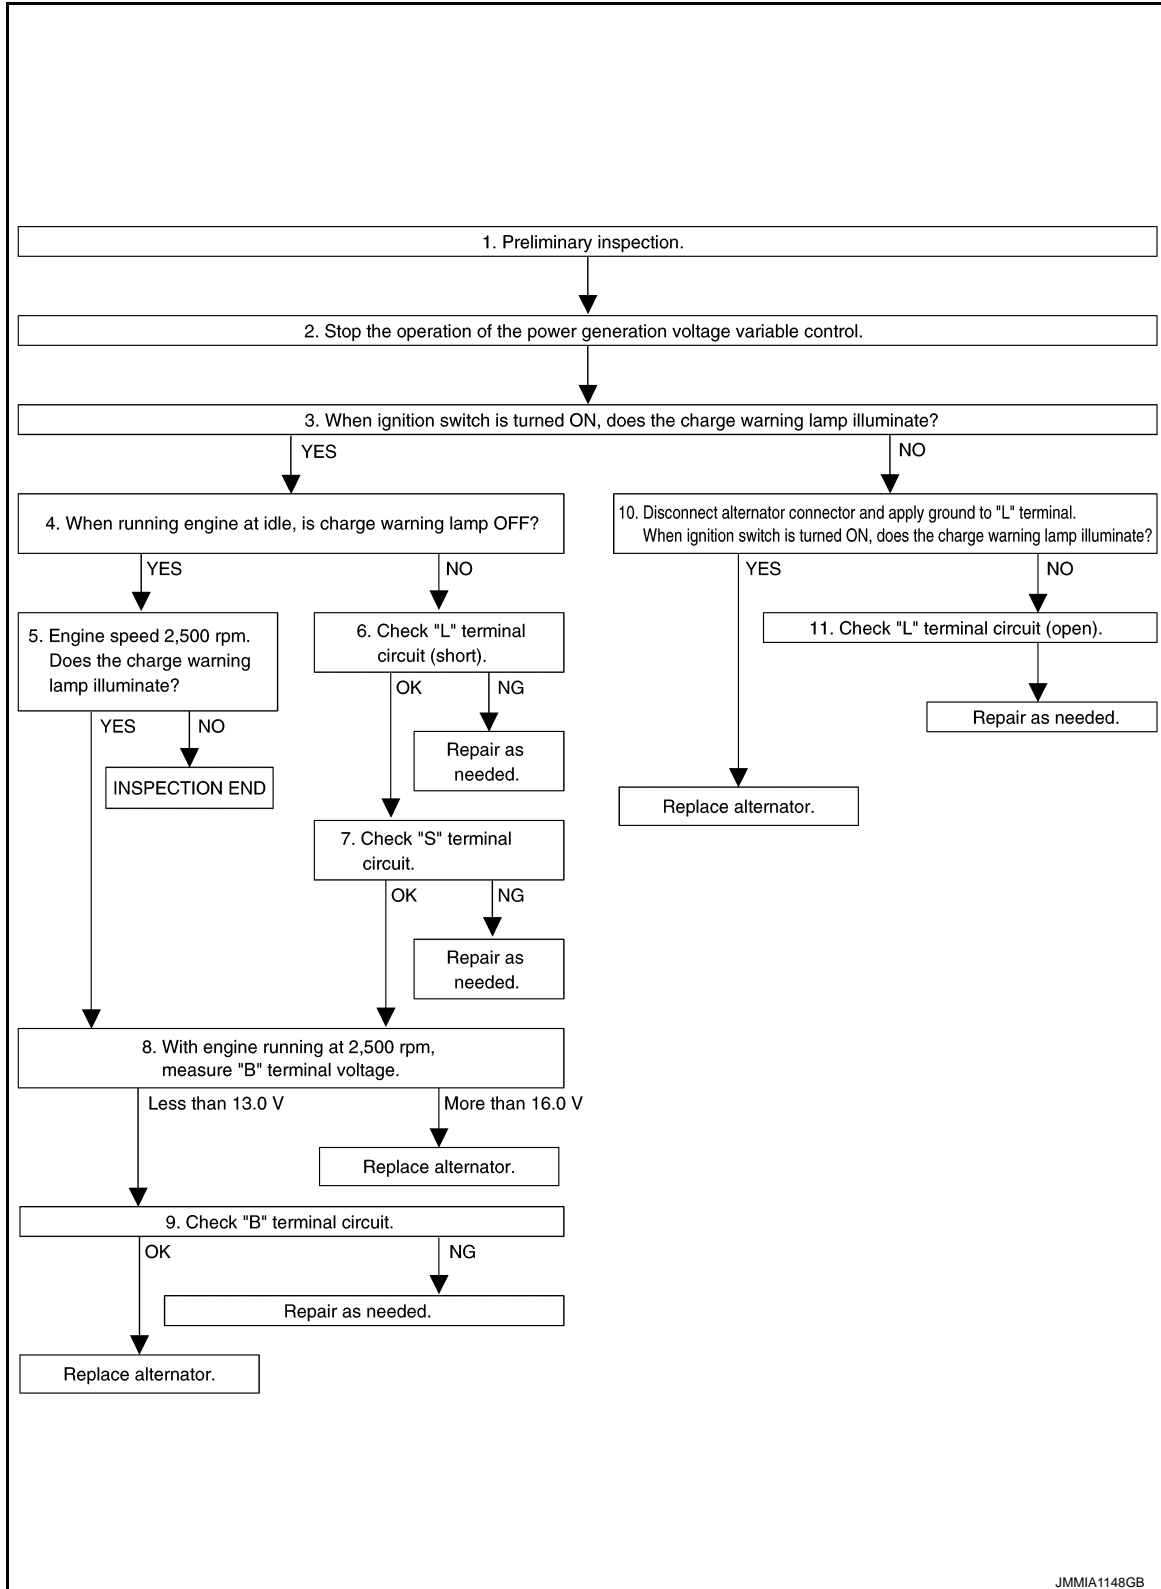 1. Preliminary inspection.
2. Stop the operation of the power generation voltage variable control.
3. When ignition switch is turned ON, does the charge warning lamp illuminate?
YES
NO
4. When running engine at idle, is charge warning lamp OFF?
10. Disconnect alternator connector and apply ground to "L" terminal.
When ignition switch is turned ON, does the charge warning lamp illuminate?
YES
NO
YES
NO
5. Engine speed 2,500 rpm.
Does the charge warning
lamp illuminate?
6. Check "L" terminal
circuit (short).
11. Check "L" terminal circuit (open).
OK
NG
YES
NO
Repair as needed.
Repair as
needed.
INSPECTION END
Replace alternator.
7. Check "S" terminal
circuit.
OK
NG
Repair as
needed.
8. With engine running at 2,500 rpm,
measure "B" terminal voltage.
Less than 13.0 V
More than 16.0 V
Replace alternator.
9. Check "B" terminal circuit.
OK
NG
Repair as needed.
Replace alternator.
JMMIA1148GB